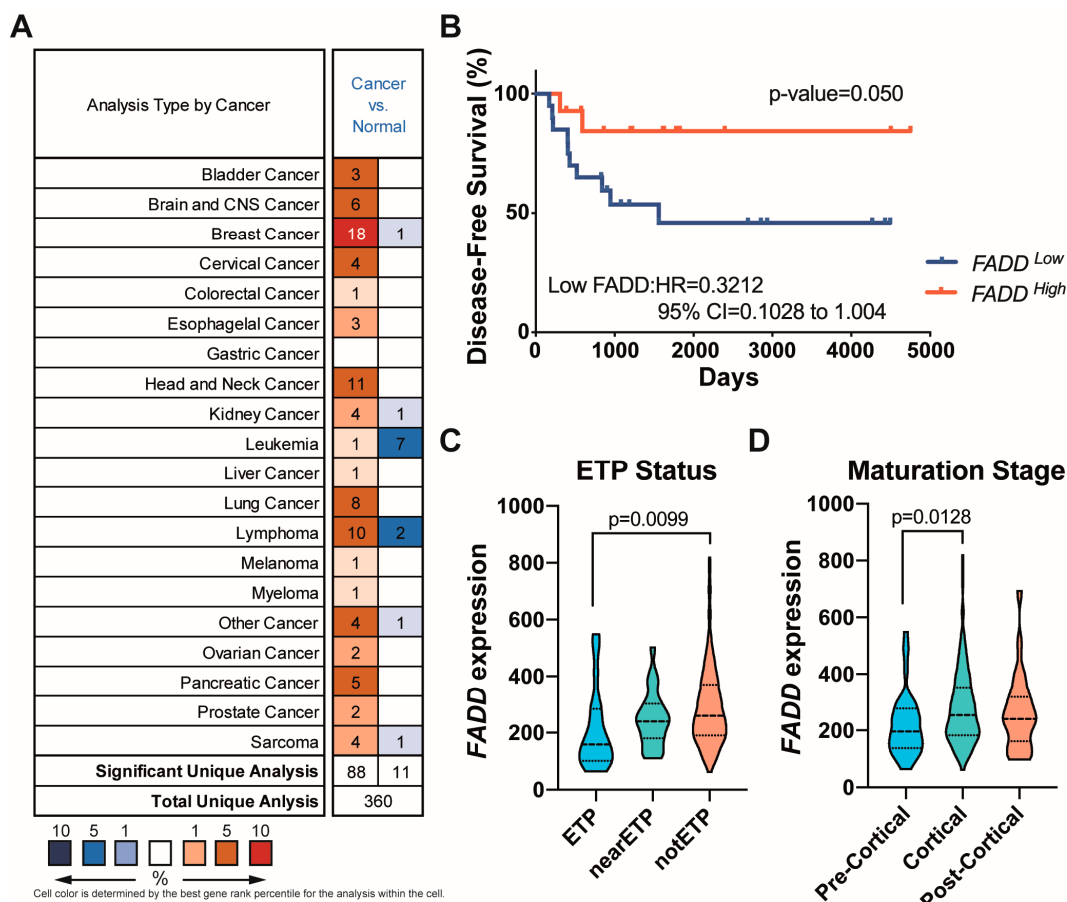 A
Analysis Type by Cancer
Cancer
vs.
Normal
Bladder Cancer 3
Brain and CNS Cancer 6
Breast Cancer 18 1
Cervical Cancer 4
Colorectal Cancer 1
Esophagelal Cancer 3
Gastric Cancer
Head and Neck Cancer 11
Kidney Cancer 4 1
Leukemia 1 7
Liver Cancer 1
Lung Cancer 8
Lymphoma 10 2
Melanoma 1
Myeloma 1
Other Cancer 4 1
Ovarian Cancer 2
Pancreatic Cancer 5
Prostate Cancer 2
Sarcoma 4 1
Significant Unique Analysis 88 11
Total Unique Anlysis 360
10 5 1 1 5 10
%
Cell color is determined by the best gene rank percentile for the analysis within the cell.
B
Disease-Free Survival (%)
100
50
0
p-value=0.050
Low FADD:HR=0.3212
95% CI=0.1028 to 1.004
FADD Low
FADD High
0 1000 2000 3000 4000 5000
Days
C
ETP Status
FADD expression
1000
800
600
400
200
0
p=0.0099
ETP
nearETP
notETP
D
Maturation Stage
FADD expression
1000
800
600
400
200
0
p=0.0128
Pre-Cortical
Cortical
Post-Cortical